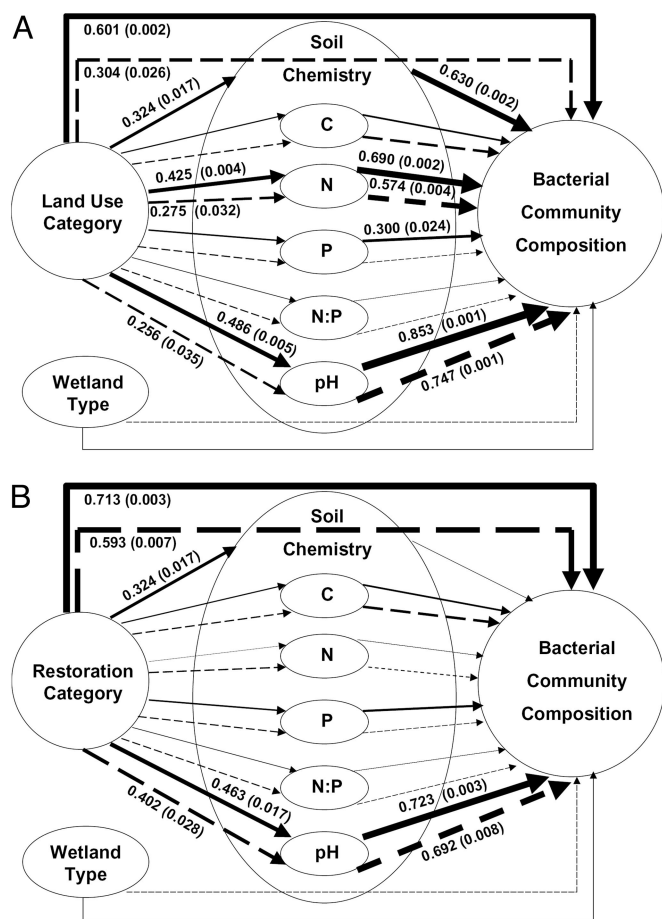 A
0.601 (0.002)
0.304 (0.026)
Soil
Chemistry
0.324 (0.017)
0.630 (0.002)
C
Land Use
Category
0.425 (0.004)
N
0.690 (0.002)
0.275 (0.032)
0.574 (0.004)
Bacterial
Community
Composition
P
0.300 (0.024)
N:P
0.486 (0.005)
0.256 (0.035)
pH
0.853 (0.001)
0.747 (0.001)
Wetland
Type
B
0.713 (0.003)
0.593 (0.007)
Soil
Chemistry
0.324 (0.017)
C
Restoration
Category
N
Bacterial
Community
Composition
P
N:P
0.463 (0.017)
0.402 (0.028)
pH
0.723 (0.003)
0.692 (0.008)
Wetland
Type